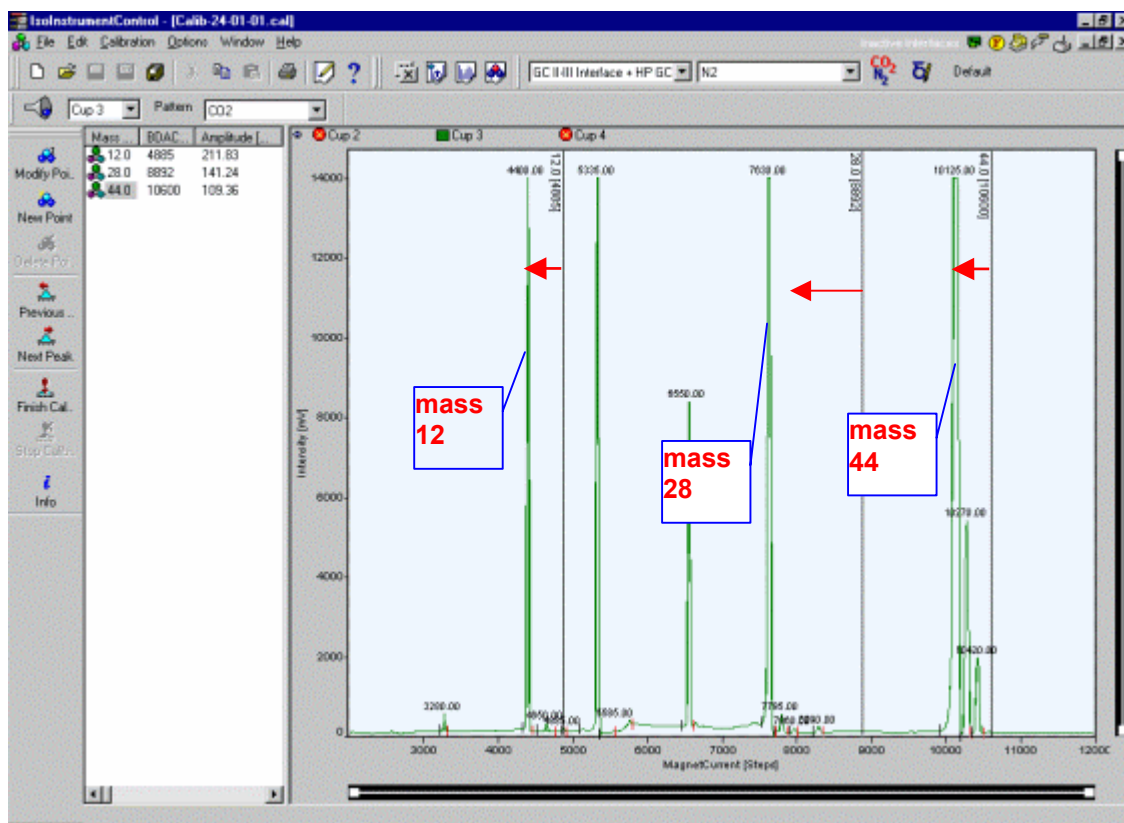 IsoInstrumentControl - [Calib-24-01-01.cal]
File Edit Calibration Options Window Help
GC II-III Interface + HP GC N2 CO2 N2 Default
Cup 3 Pattern CO2
Mass ... BDAC... Amplitude [...
12.0 4885 211.83
28.0 8892 141.24
44.0 10600 109.36
Modify Poi..
New Point
Delete Poi..
Previous ..
Next Peak.
Finish Cal..
Info
Cup 2 Cup 3 Cup 4
4400.00 5335.00 7630.00 10125.00
12.0 [4885]
28.0 [8892]
44.0 [10600]
6550.00
10270.00
10420.00
3280.00
5585.00
7795.00
mass
12
mass
28
mass
44
Intensity [mV]
14000
12000
10000
8000
6000
4000
2000
0
3000 4000 5000 6000 7000 8000 9000 10000 11000
MagnetCurrent [Steps]